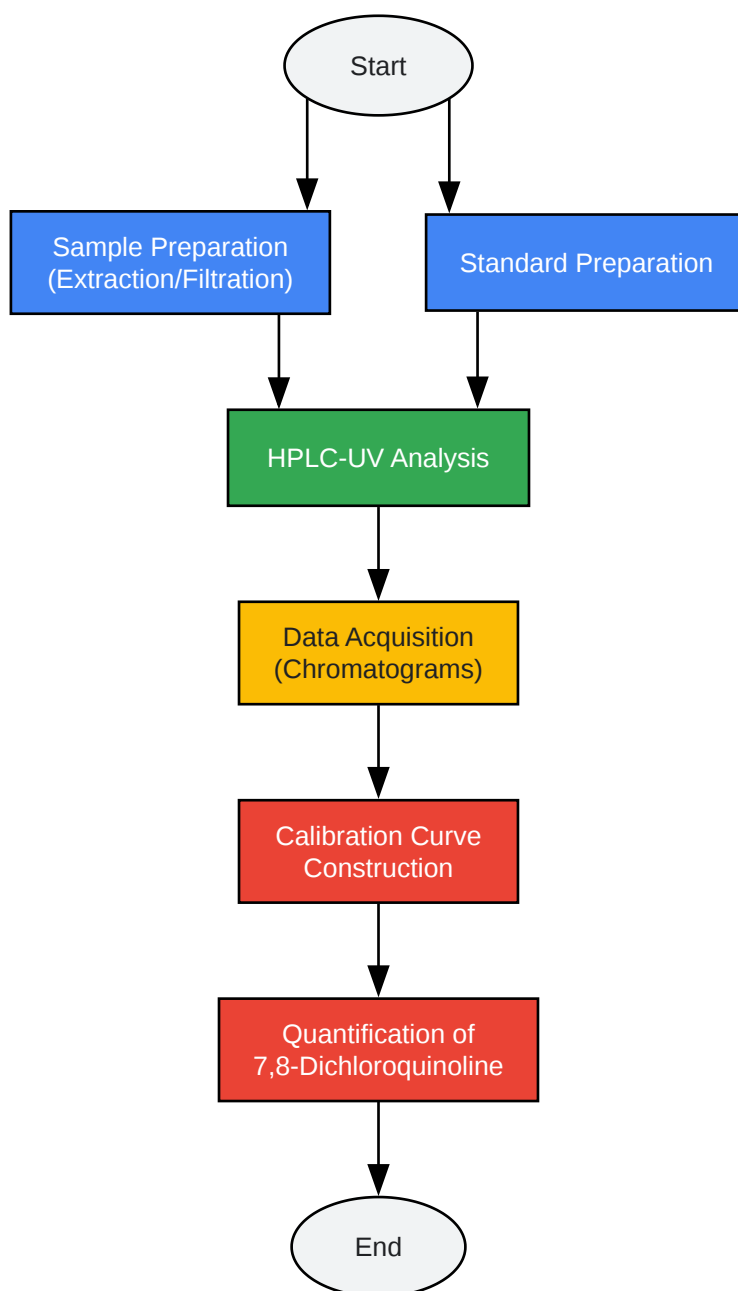 Start
Sample Preparation
(Extraction/Filtration)
Standard Preparation
HPLC-UV Analysis
Data Acquisition
(Chromatograms)
Calibration Curve
Construction
Quantification of
7,8-Dichloroquinoline
End